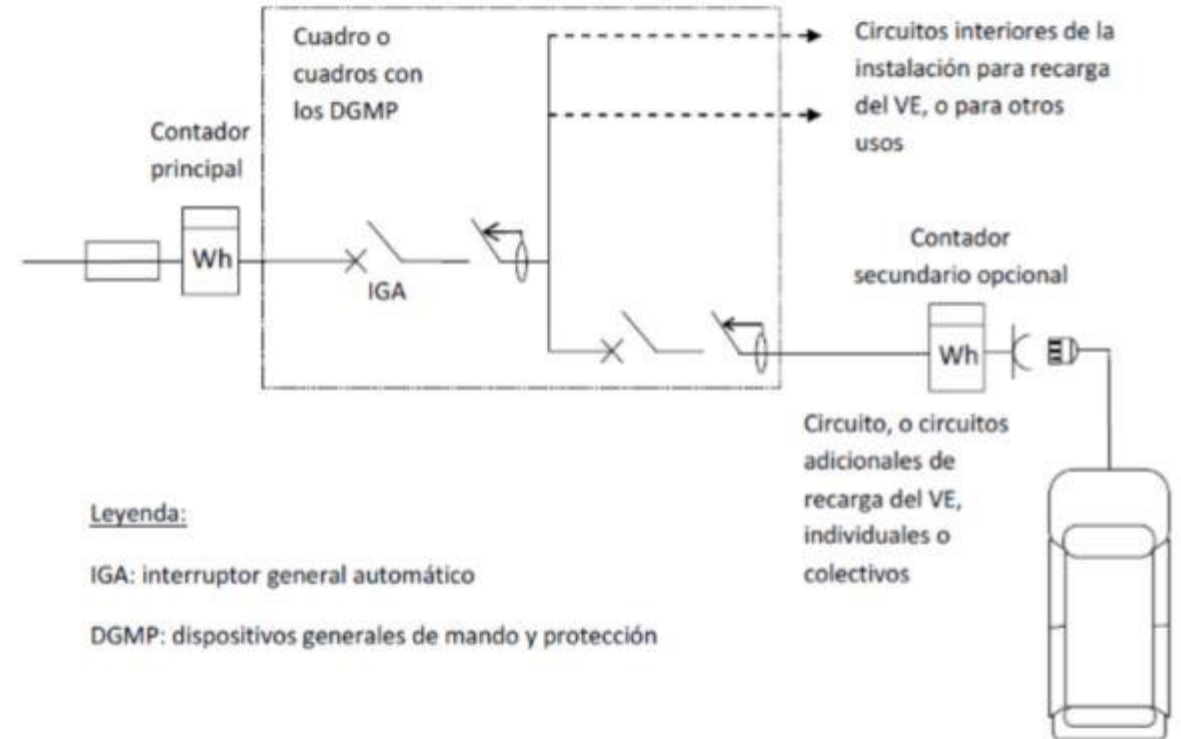 Cuadro o
cuadros con
los DGMP
Circuitos interiores de la
instalación para recarga
del VE, o para otros
usos
Contador
principal
Wh
IGA
Contador
secundario opcional
Wh
Circuito, o circuitos
adicionales de
recarga del VE,
individuales o
colectivos
Leyenda:
IGA: interruptor general automático
DGMP: dispositivos generales de mando y protección